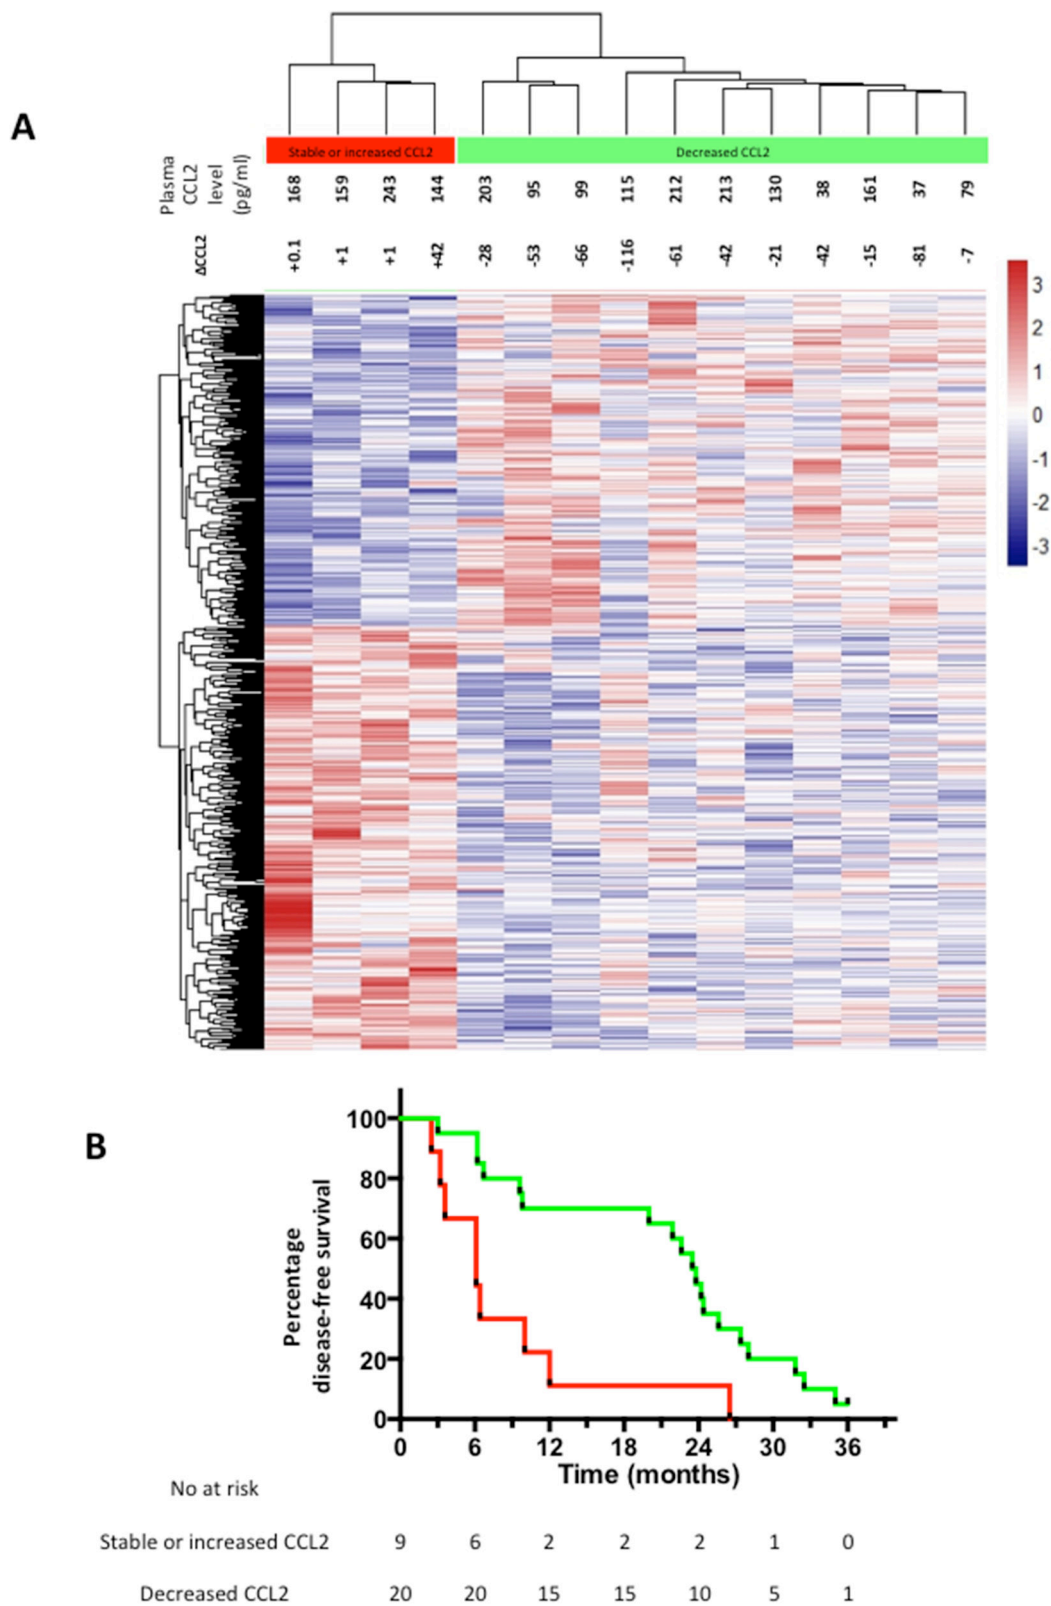 A
Plasma
CCL2
level
(pg/ml)
Stable or increased CCL2
Decreased CCL2
168 159 243 144 203 95 99 115 212 213 130 38 161 37 79
ΔCCL2
+0.1 +1 +1 +42 -28 -53 -66 -116 -61 -42 -21 -42 -15 -81 -7
3
2
1
0
-1
-2
-3
B
Percentage
disease-free survival
100
80
60
40
20
0
0 6 12 18 24 30 36
Time (months)
No at risk
Stable or increased CCL2 9 6 2 2 2 1 0
Decreased CCL2 20 20 15 15 10 5 1